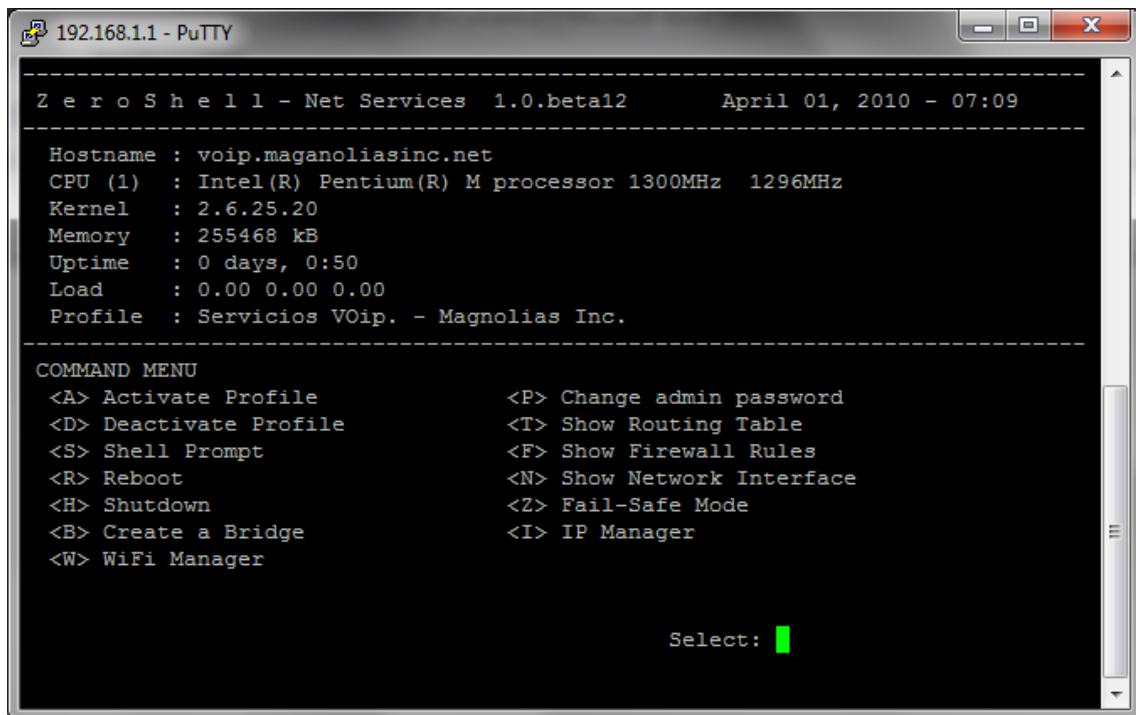 192.168.1.1 - PuTTY
--------------------------------------------------------------------------------
Z e r o S h e l l - Net Services 1.0.beta12 April 01, 2010 - 07:09
--------------------------------------------------------------------------------
Hostname : voip.maganoliasinc.net
CPU (1) : Intel(R) Pentium(R) M processor 1300MHz 1296MHz
Kernel : 2.6.25.20
Memory : 255468 kB
Uptime : 0 days, 0:50
Load : 0.00 0.00 0.00
Profile : Servicios VOip. - Magnolias Inc.
--------------------------------------------------------------------------------
COMMAND MENU
<A> Activate Profile <P> Change admin password
<D> Deactivate Profile <T> Show Routing Table
<S> Shell Prompt <F> Show Firewall Rules
<R> Reboot <N> Show Network Interface
<H> Shutdown <Z> Fail-Safe Mode
<B> Create a Bridge <I> IP Manager
<W> WiFi Manager
Select: